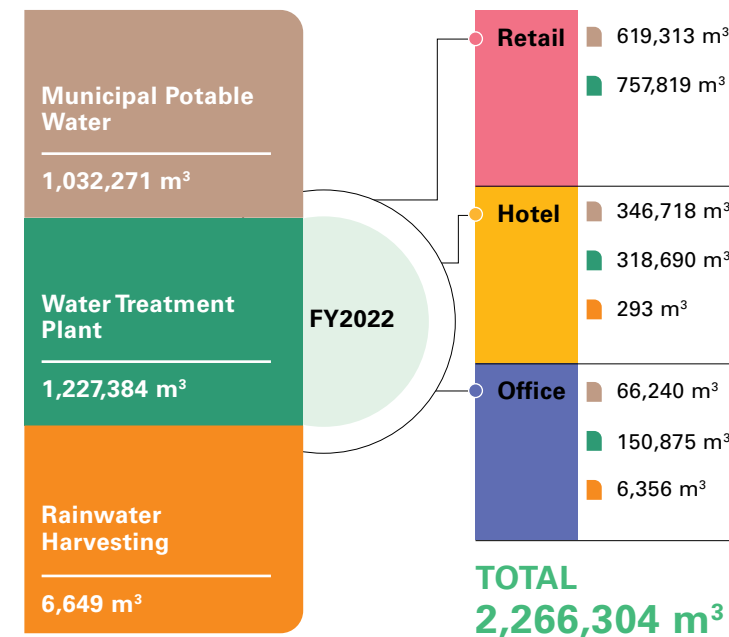 Municipal Potable
Water
1,032,271 m³
Water Treatment
Plant
1,227,384 m³
Rainwater
Harvesting
6,649 m³
FY2022
Retail
619,313 m³
757,819 m³
Hotel
346,718 m³
318,690 m³
293 m³
Office
66,240 m³
150,875 m³
6,356 m³
TOTAL
2,266,304 m³